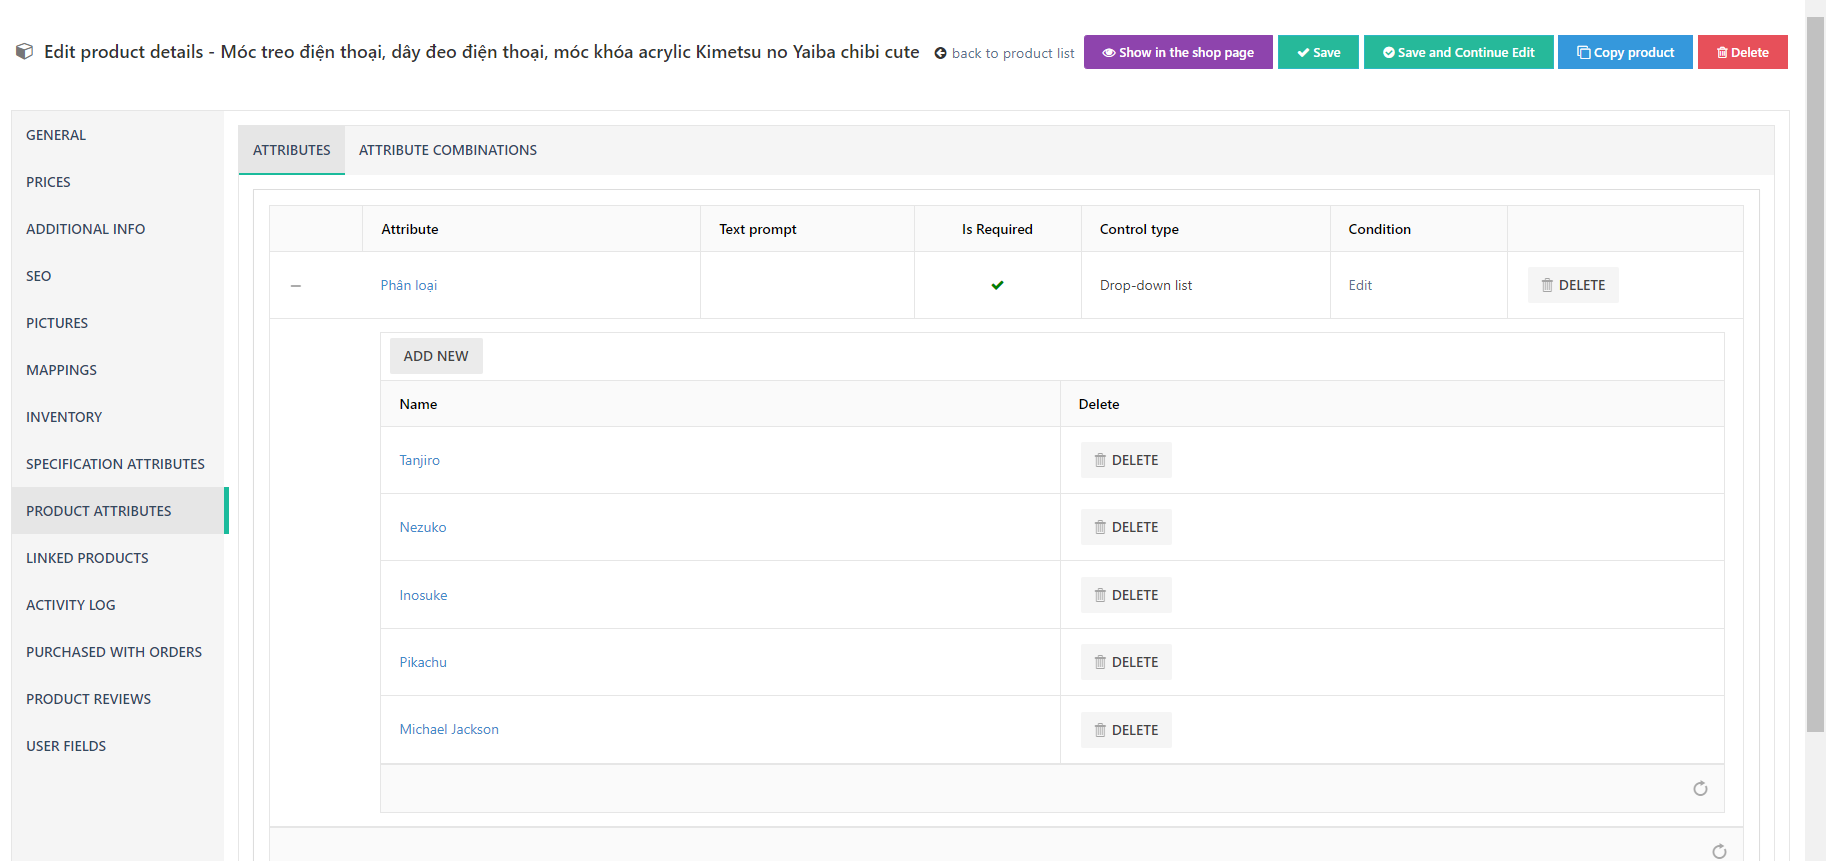 Edit product details - Móc treo điện thoại, dây đeo điện thoại, móc khóa acrylic Kimetsu no Yaiba chibi cute back to product list Show in the shop page Save Save and Continue Edit Copy product Delete
GENERAL
PRICES
ADDITIONAL INFO
SEO
PICTURES
MAPPINGS
INVENTORY
SPECIFICATION ATTRIBUTES
PRODUCT ATTRIBUTES
LINKED PRODUCTS
ACTIVITY LOG
PURCHASED WITH ORDERS
PRODUCT REVIEWS
USER FIELDS
ATTRIBUTES ATTRIBUTE COMBINATIONS
Attribute Text prompt Is Required Control type Condition
Phân loại Drop-down list Edit DELETE
ADD NEW
Name Delete
Tanjiro DELETE
Nezuko DELETE
Inosuke DELETE
Pikachu DELETE
Michael Jackson DELETE